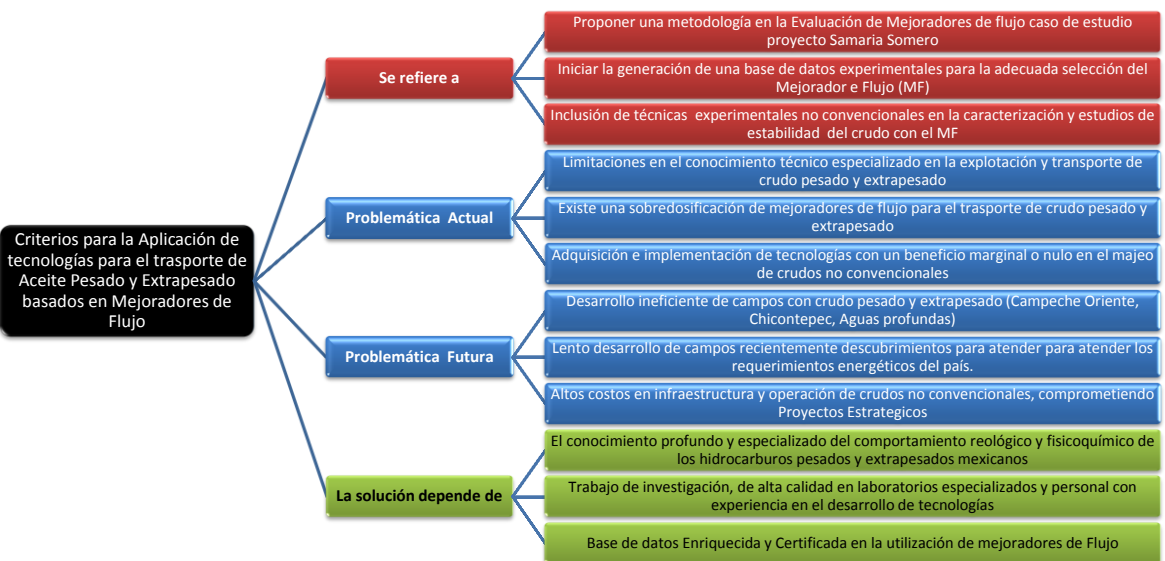 Criterios para la Aplicación de
tecnologías para el trasporte de
Aceite Pesado y Extrapesado
basados en Mejoradores de
Flujo
Se refiere a
Proponer una metodología en la Evaluación de Mejoradores de flujo caso de estudio
proyecto Samaria Somero
Iniciar la generación de una base de datos experimentales para la adecuada selección del
Mejorador e Flujo (MF)
Inclusión de técnicas experimentales no convencionales en la caracterización y estudios de
estabilidad del crudo con el MF
Problemática Actual
Limitaciones en el conocimiento técnico especializado en la explotación y transporte de
crudo pesado y extrapesado
Existe una sobredosificación de mejoradores de flujo para el trasporte de crudo pesado y
extrapesado
Adquisición e implementación de tecnologías con un beneficio marginal o nulo en el majeo
de crudos no convencionales
Problemática Futura
Desarrollo ineficiente de campos con crudo pesado y extrapesado (Campeche Oriente,
Chicontepec, Aguas profundas)
Lento desarrollo de campos recientemente descubrimientos para atender para atender los
requerimientos energéticos del país.
Altos costos en infraestructura y operación de crudos no convencionales, comprometiendo
Proyectos Estrategicos
La solución depende de
El conocimiento profundo y especializado del comportamiento reológico y fisicoquímico de
los hidrocarburos pesados y extrapesados mexicanos
Trabajo de investigación, de alta calidad en laboratorios especializados y personal con
experiencia en el desarrollo de tecnologías
Base de datos Enriquecida y Certificada en la utilización de mejoradores de Flujo